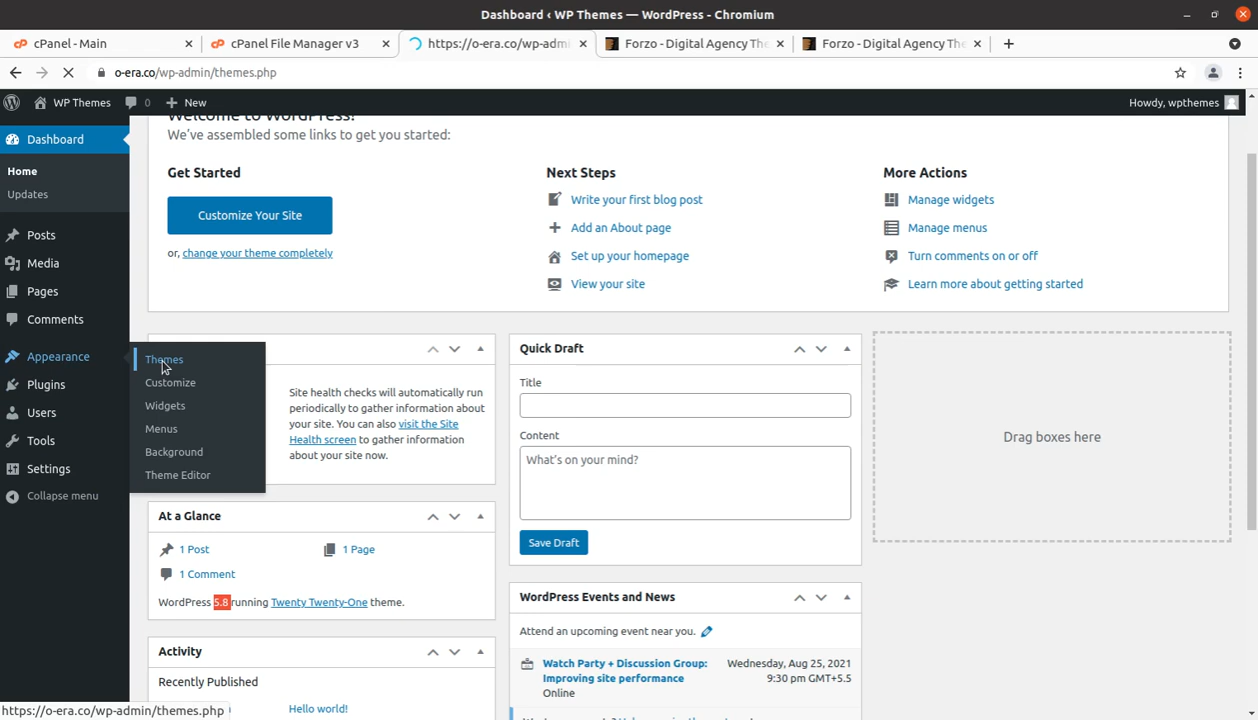 Dashboard ‹ WP Themes — WordPress - Chromium
cPanel - Main
cPanel File Manager v3
https://o-era.co/wp-admi
Forzo - Digital Agency The
Forzo - Digital Agency The
o-era.co/wp-admin/themes.php
WP Themes
0
New
Howdy, wpthemes
Dashboard
Home
Updates
Posts
Media
Pages
Comments
Appearance
Plugins
Users
Tools
Settings
Collapse menu
Themes
Customize
Widgets
Menus
Background
Theme Editor
Welcome to WordPress!
We've assembled some links to get you started:
Get Started
Customize Your Site
or, change your theme completely
Next Steps
Write your first blog post
Add an About page
Set up your homepage
View your site
More Actions
Manage widgets
Manage menus
Turn comments on or off
Learn more about getting started
Site health checks will automatically run
periodically to gather information about
your site. You can also visit the Site
Health screen to gather information
about your site now.
At a Glance
1 Post
1 Page
1 Comment
WordPress 5.8 running Twenty Twenty-One theme.
Activity
Recently Published
Hello world!
Quick Draft
Title
Content
What's on your mind?
Save Draft
WordPress Events and News
Attend an upcoming event near you.
Watch Party + Discussion Group:
Improving site performance
Online
Wednesday, Aug 25, 2021
9:30 pm GMT+5.5
Drag boxes here
https://o-era.co/wp-admin/themes.php